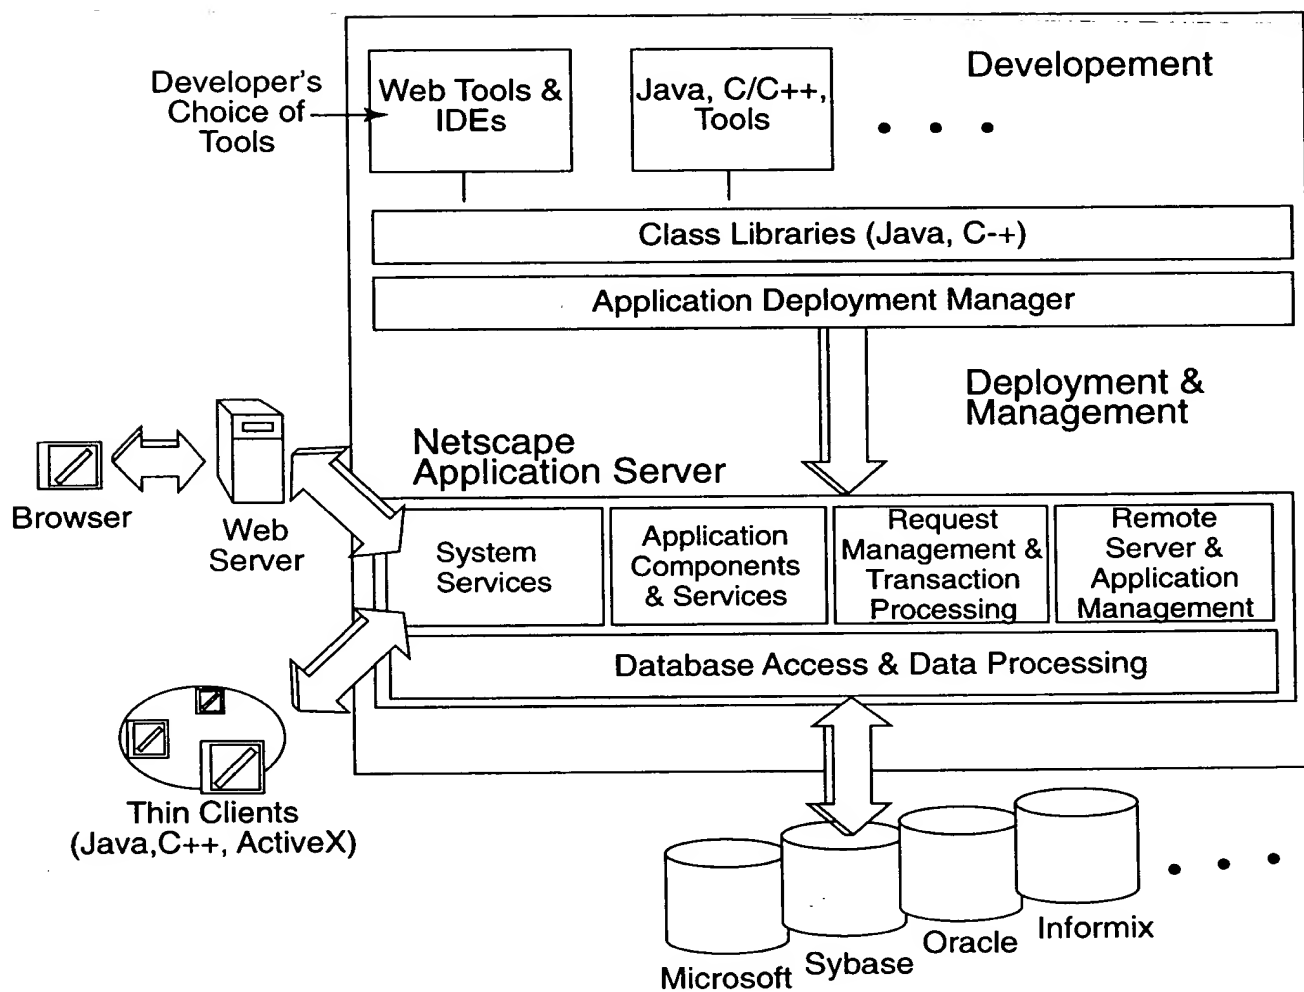 Developement
Developer's
Choice of
Tools
Web Tools &
IDEs
Java, C/C++,
Tools
Class Libraries (Java, C-+)
Application Deployment Manager
Deployment &
Management
Netscape
Application Server
Browser
Web
Server
System
Services
Application
Components
& Services
Request
Management &
Transaction
Processing
Remote
Server &
Application
Management
Database Access & Data Processing
Thin Clients
(Java,C++, ActiveX)
Microsoft
Sybase
Oracle
Informix